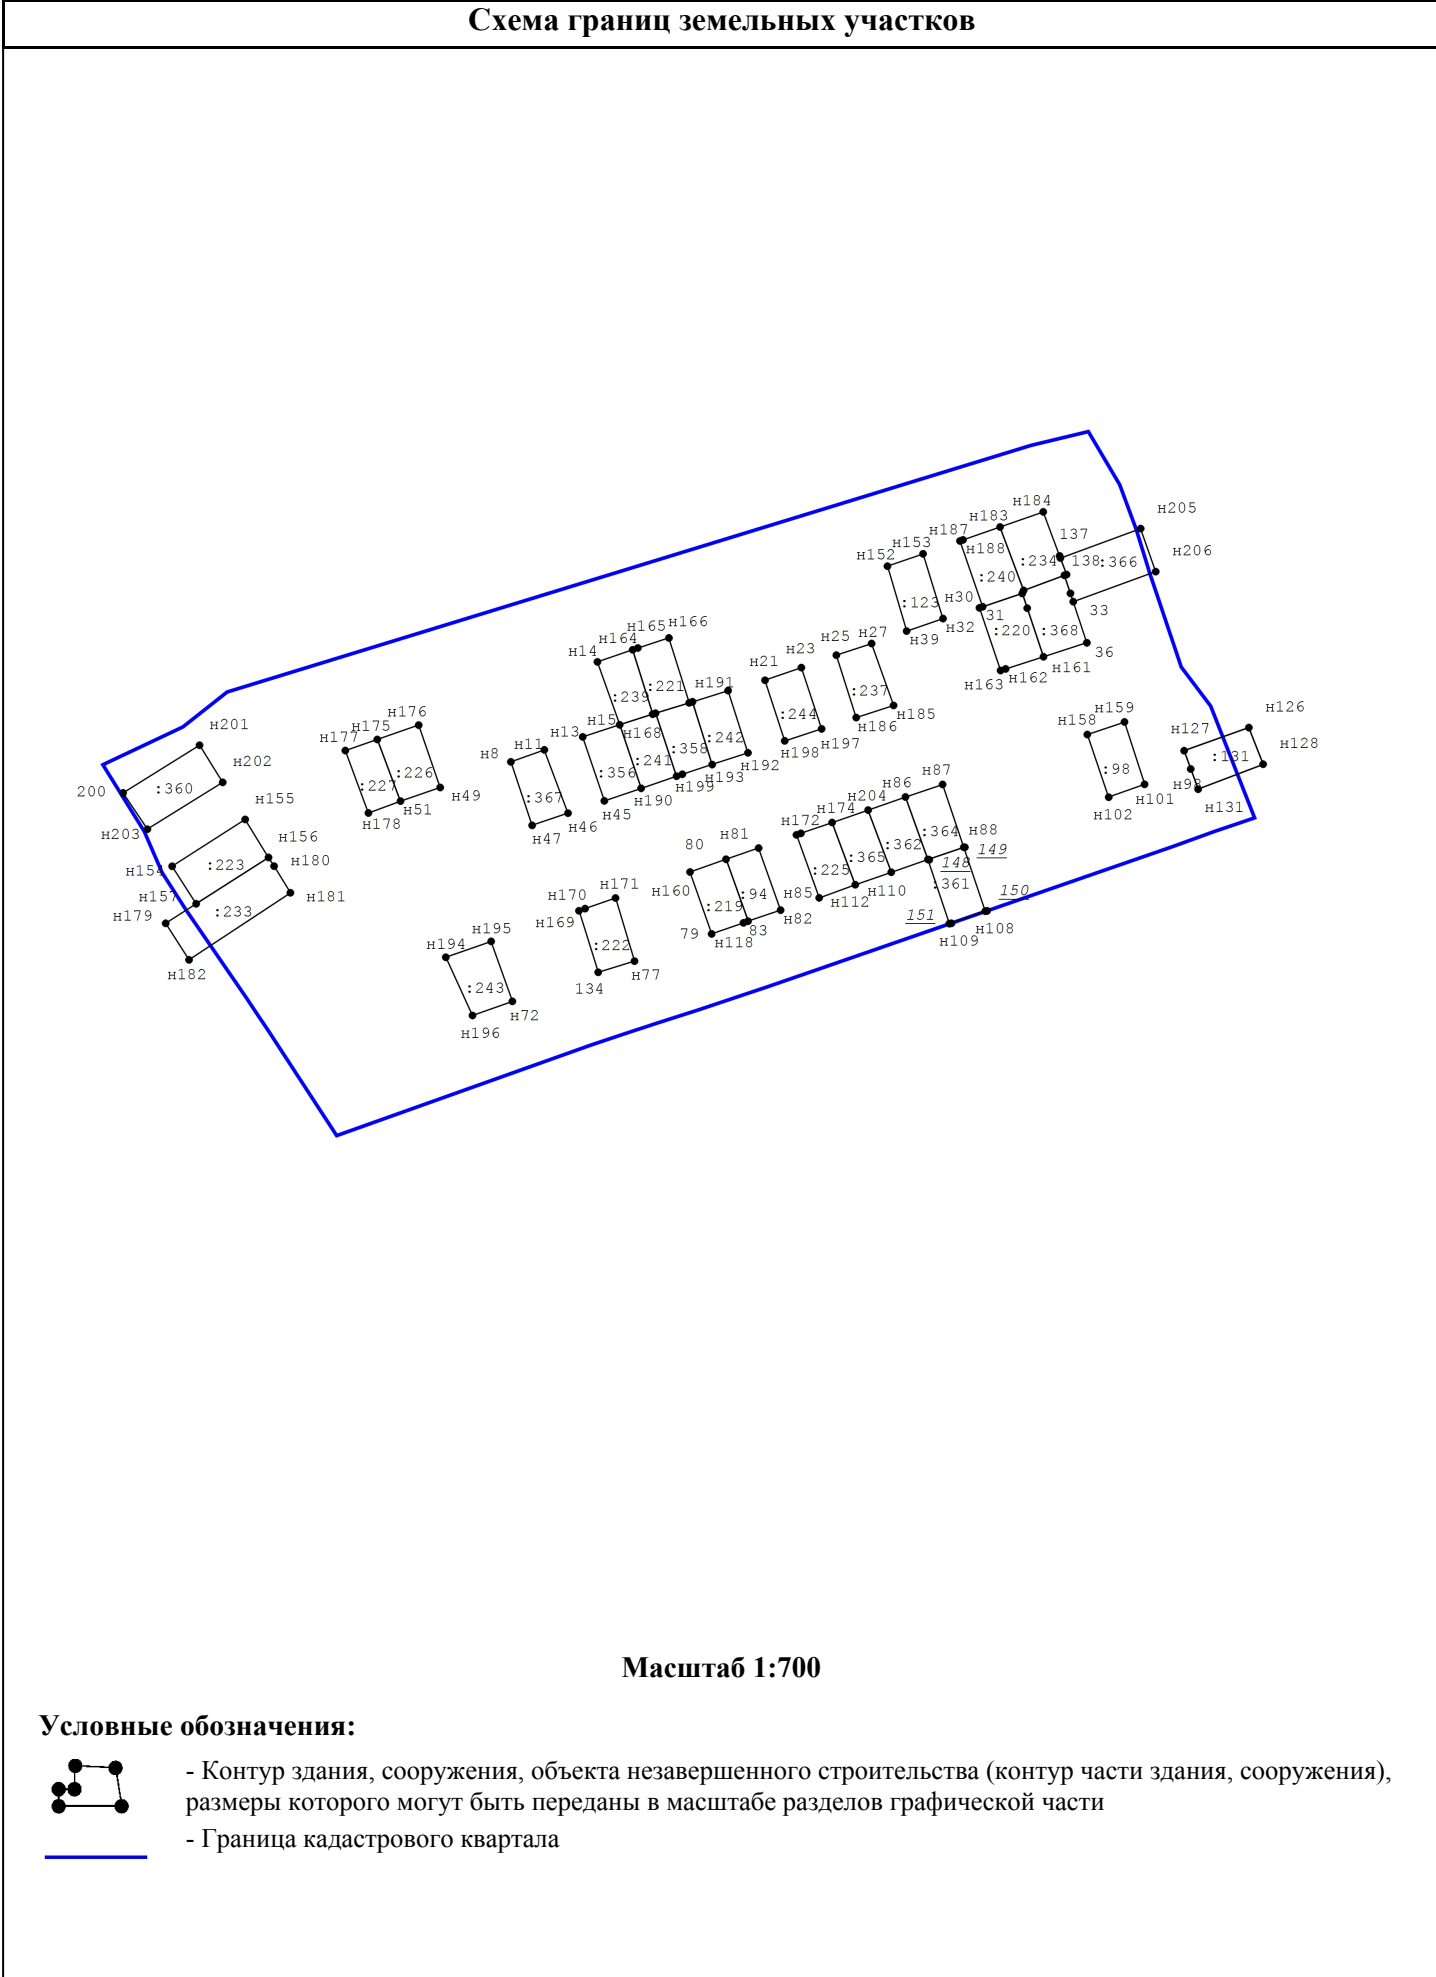 Схема границ земельных участков
н184
н205
н183
н187
137
н153
н188
н206
н152
:234
138
:366
:240
н30
:123
31
33
н166
н165
н32
н27
:220
:368
н164
н39
н25
36
н14
н23
н161
н21
н162
н163
:221
н191
:239
:237
н159
н126
н176
н15
н185
н201
н175
н168
:244
н158
н127
н13
н186
н128
н177
н11
:242
н197
н8
:358
н198
:131
н202
:241
н192
:98
:226
:356
н193
н98
:360
:227
н199
н87
200
н49
:367
н190
н86
н101
н155
н51
н45
н204
н131
н178
н46
н174
н102
н47
н172
н203
н156
н81
:364
н88
80
:362
149
н180
:365
148
:223
н154
:225
:361
н160
н85
н110
н171
:94
150
н157
н181
н170
н112
:233
:219
н82
н179
н169
151
83
79
н108
н195
н118
н109
н194
:222
н182
н77
:243
134
н72
н196
Масштаб 1:700
Условные обозначения:
- Контур здания, сооружения, объекта незавершенного строительства (контур части здания, сооружения),
размеры которого могут быть переданы в масштабе разделов графической части
- Граница кадастрового квартала